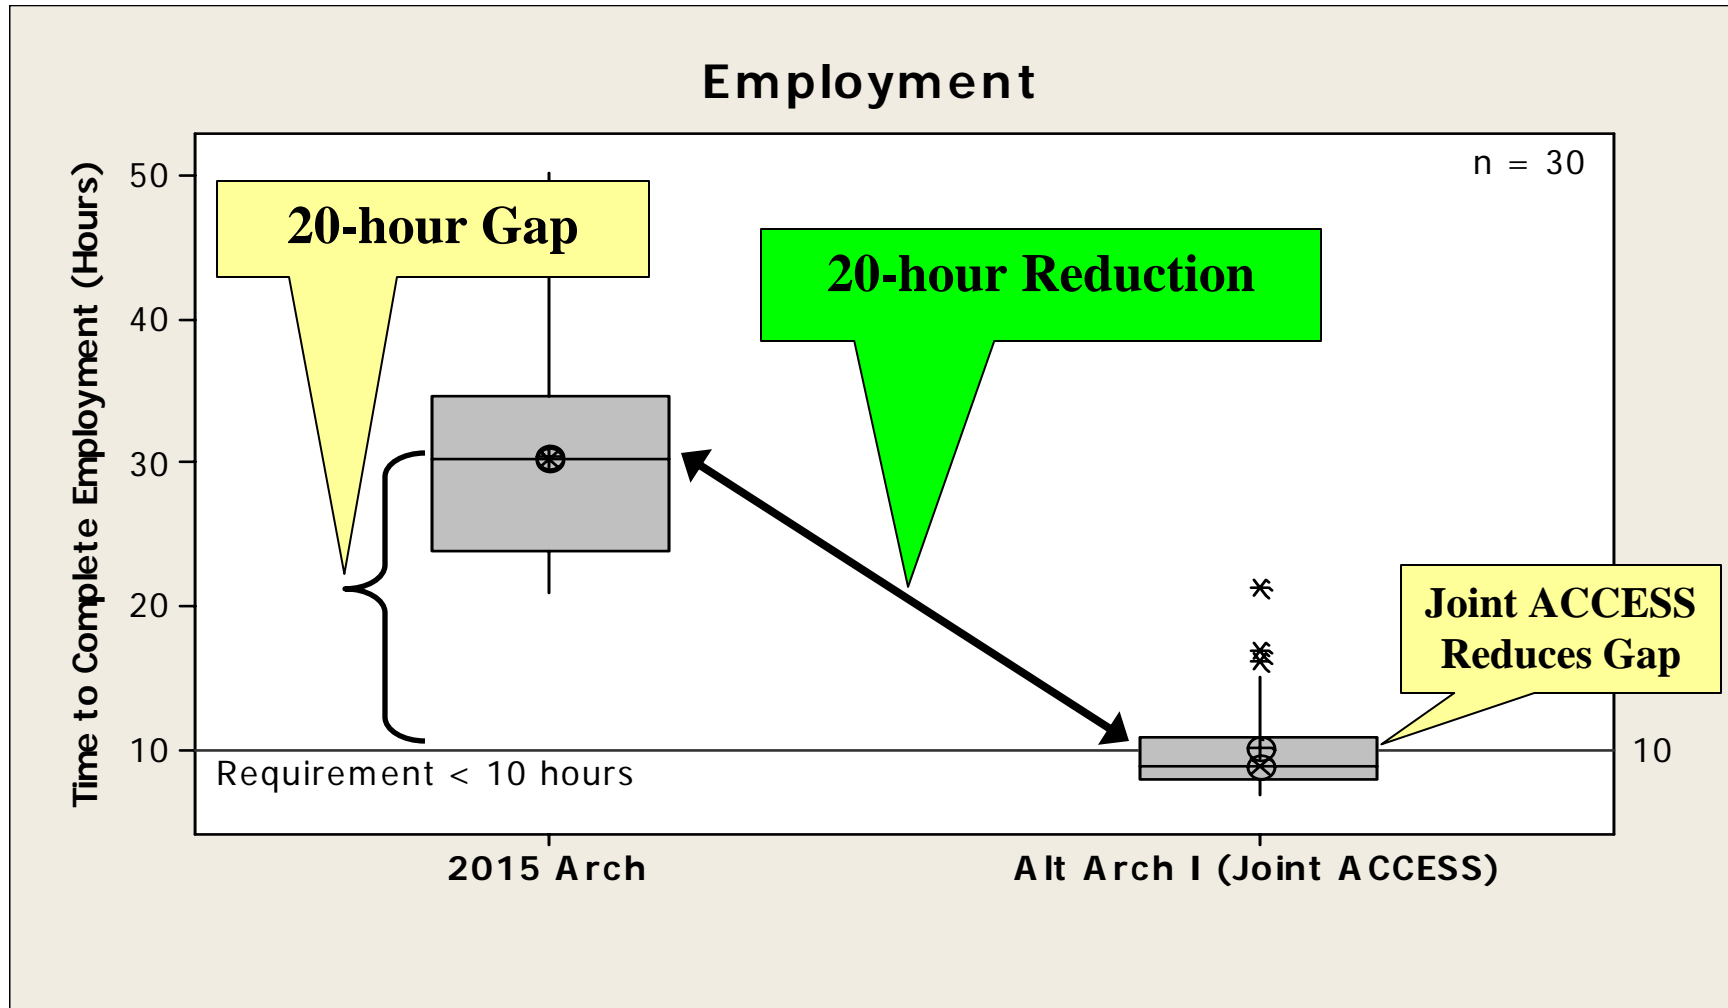 Employment
Time to Complete Employment (Hours)
50
40
30
20
10
n = 30
20-hour Gap
20-hour Reduction
Joint ACCESS
Reduces Gap
10
Requirement < 10 hours
2015 Arch
Alt Arch I (Joint ACCESS)